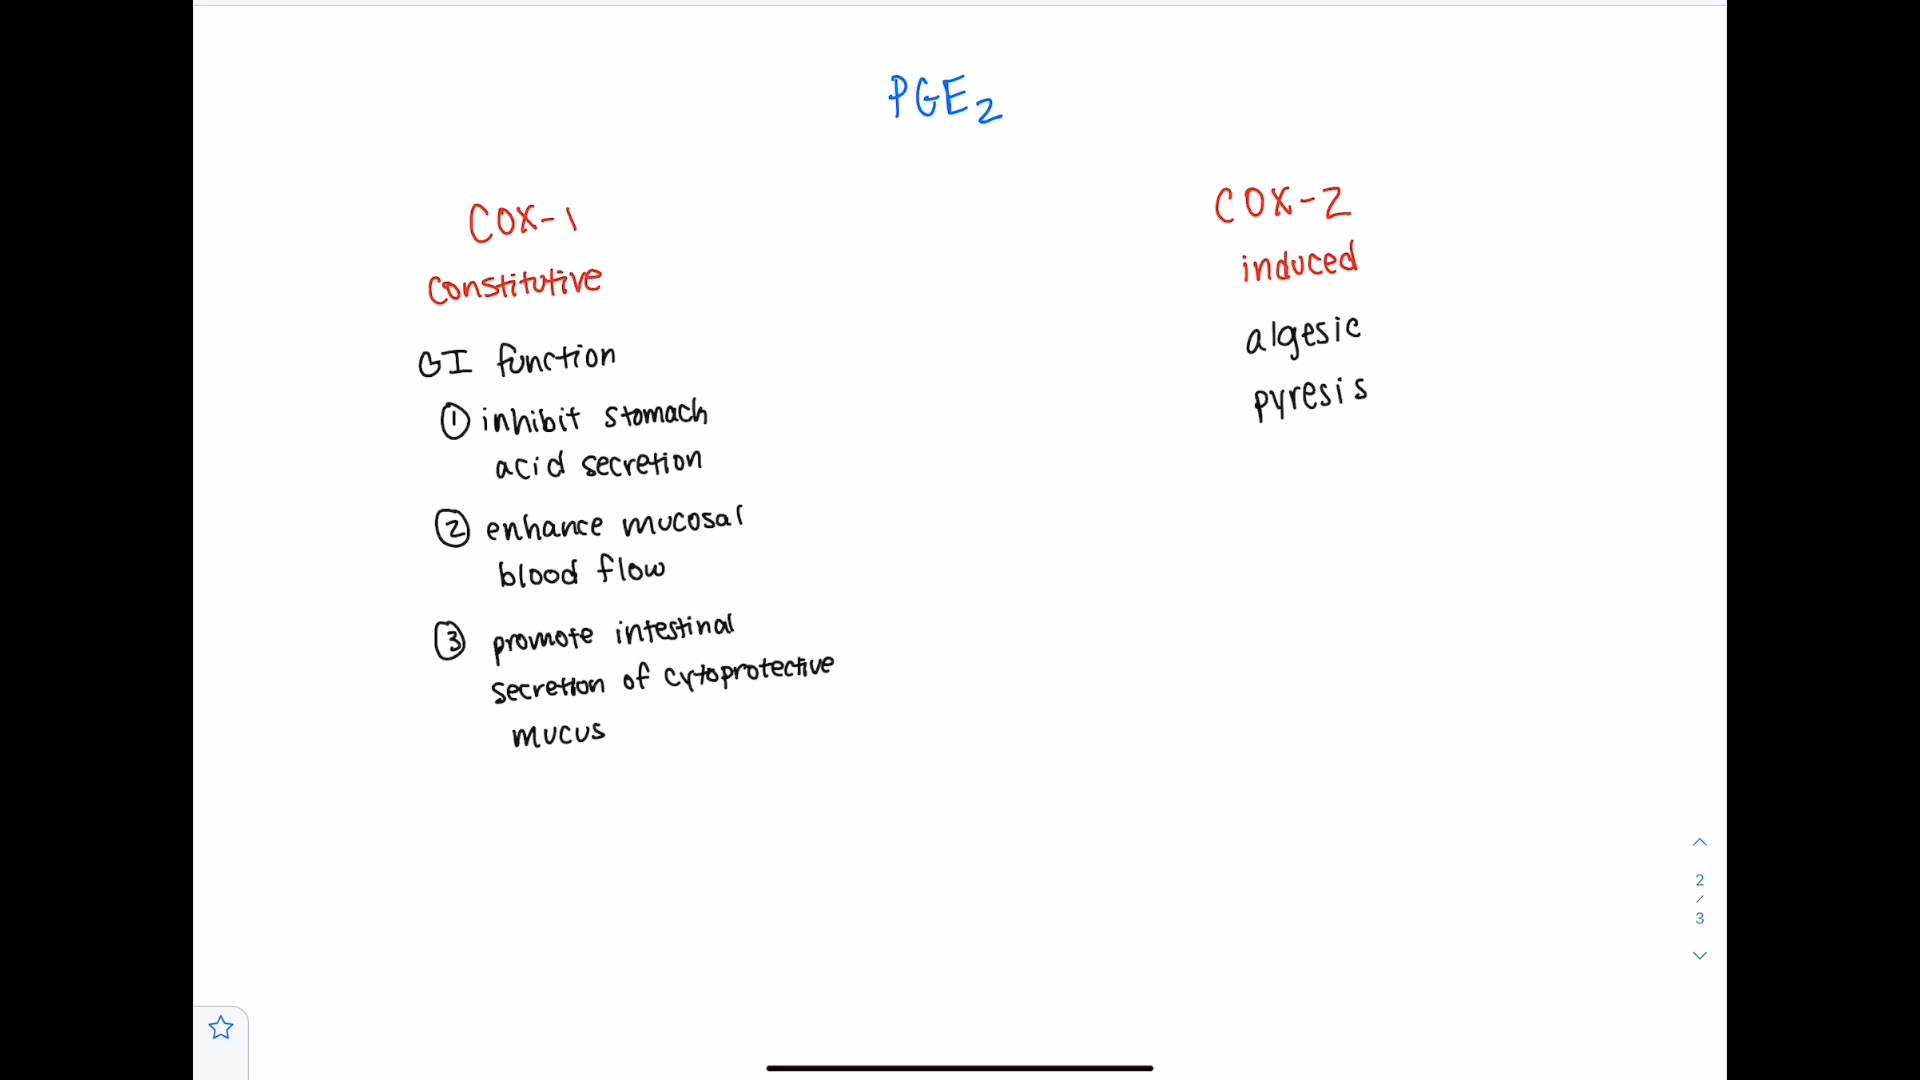 PGE2
COX-1
constitutive
GI function
① inhibit stomach
acid secretion
② enhance mucosal
blood flow
③ promote intestinal
secretion of cytoprotective
mucus
COX-2
induced
algesic
pyresis
2
/
3